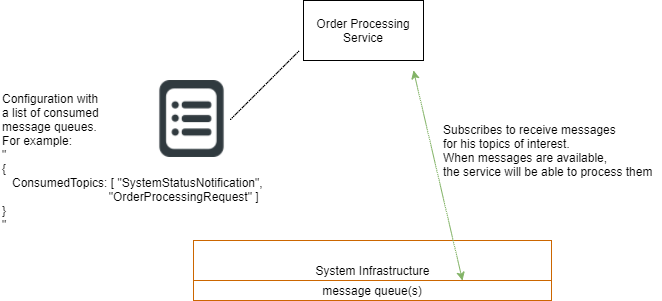 Order Processing
Service
Configuration with
a list of consumed
message queues.
For example:
"
{
ConsumedTopics: [ "SystemStatusNotification",
"OrderProcessingRequest" ]
}
"
Subscribes to receive messages
for his topics of interest.
When messages are available,
the service will be able to process them
System Infrastructure
message queue(s)